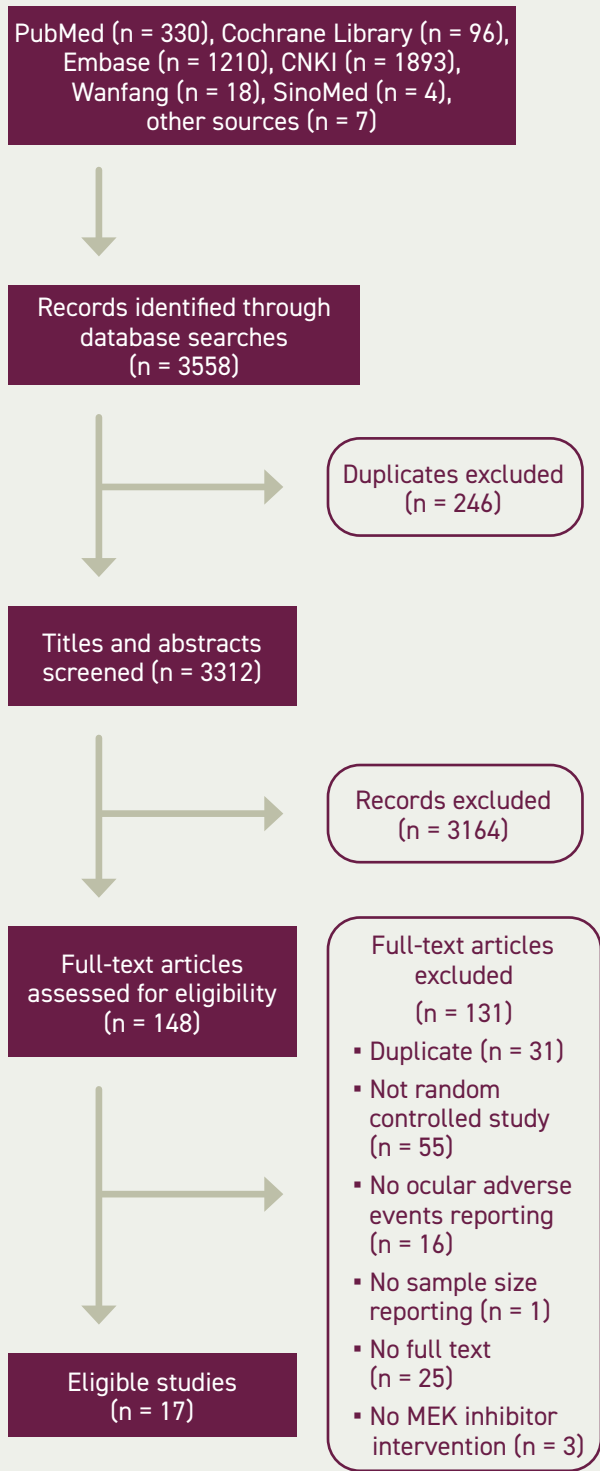 PubMed (n = 330), Cochrane Library (n = 96),
Embase (n = 1210), CNKI (n = 1893),
Wanfang (n = 18), SinoMed (n = 4),
other sources (n = 7)
Records identified through
database searches
(n = 3558)
Duplicates excluded
(n = 246)
Titles and abstracts
screened (n = 3312)
Records excluded
(n = 3164)
Full-text articles
assessed for eligibility
(n = 148)
Full-text articles
excluded
(n = 131)
▪ Duplicate (n = 31)
▪ Not random
controlled study
(n = 55)
▪ No ocular adverse
events reporting
(n = 16)
▪ No sample size
reporting (n = 1)
▪ No full text
(n = 25)
▪ No MEK inhibitor
intervention (n = 3)
Eligible studies
(n = 17)